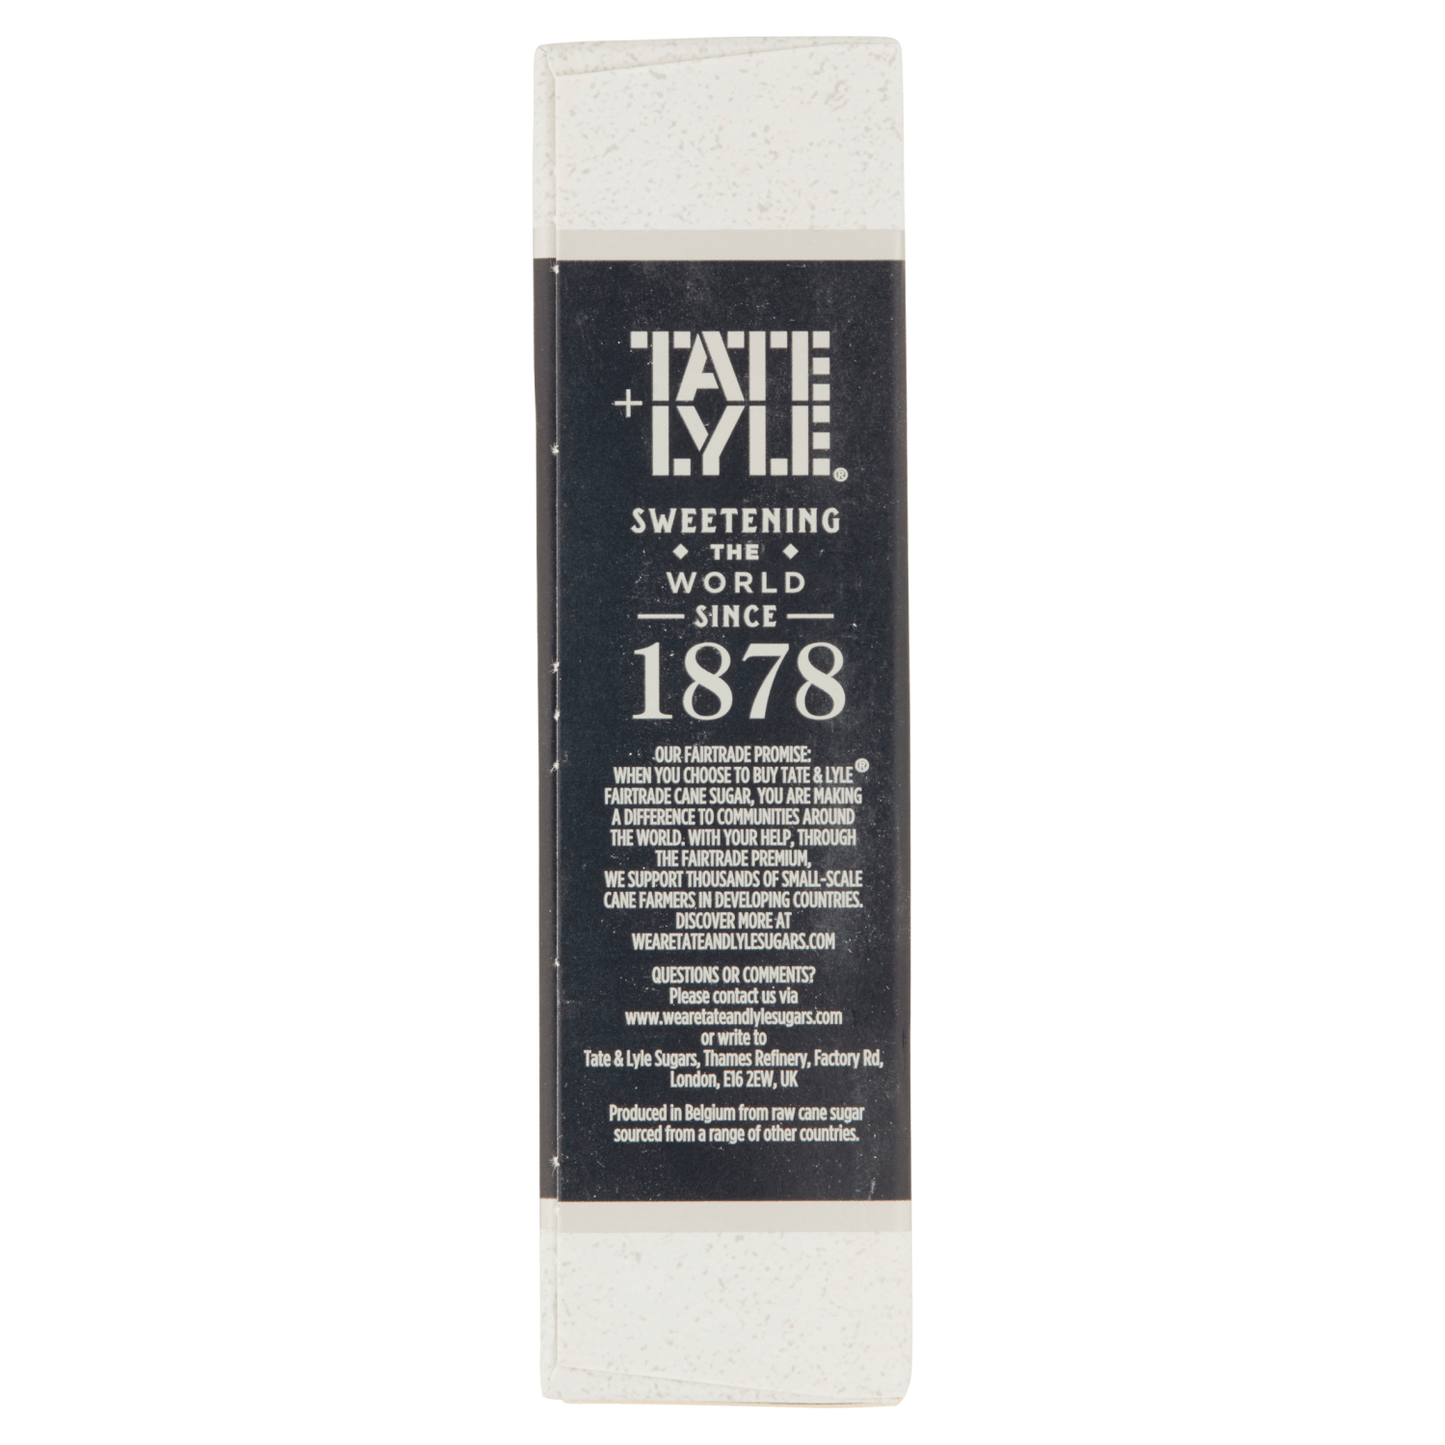 TATE
+ LYLE®
SWEETENING
THE
WORLD
SINCE
1878
OUR FAIRTRADE PROMISE:
WHEN YOU CHOOSE TO BUY TATE & LYLE®
FAIRTRADE CANE SUGAR, YOU ARE MAKING
A DIFFERENCE TO COMMUNITIES AROUND
THE WORLD. WITH YOUR HELP, THROUGH
THE FAIRTRADE PREMIUM,
WE SUPPORT THOUSANDS OF SMALL-SCALE
CANE FARMERS IN DEVELOPING COUNTRIES.
DISCOVER MORE AT
WEARETATEANDLYLESUGARS.COM
QUESTIONS OR COMMENTS?
Please contact us via
www.wearetateandlylesugars.com
or write to
Tate & Lyle Sugars, Thames Refinery, Factory Rd,
London, E16 2EW, UK
Produced in Belgium from raw cane sugar
sourced from a range of other countries.